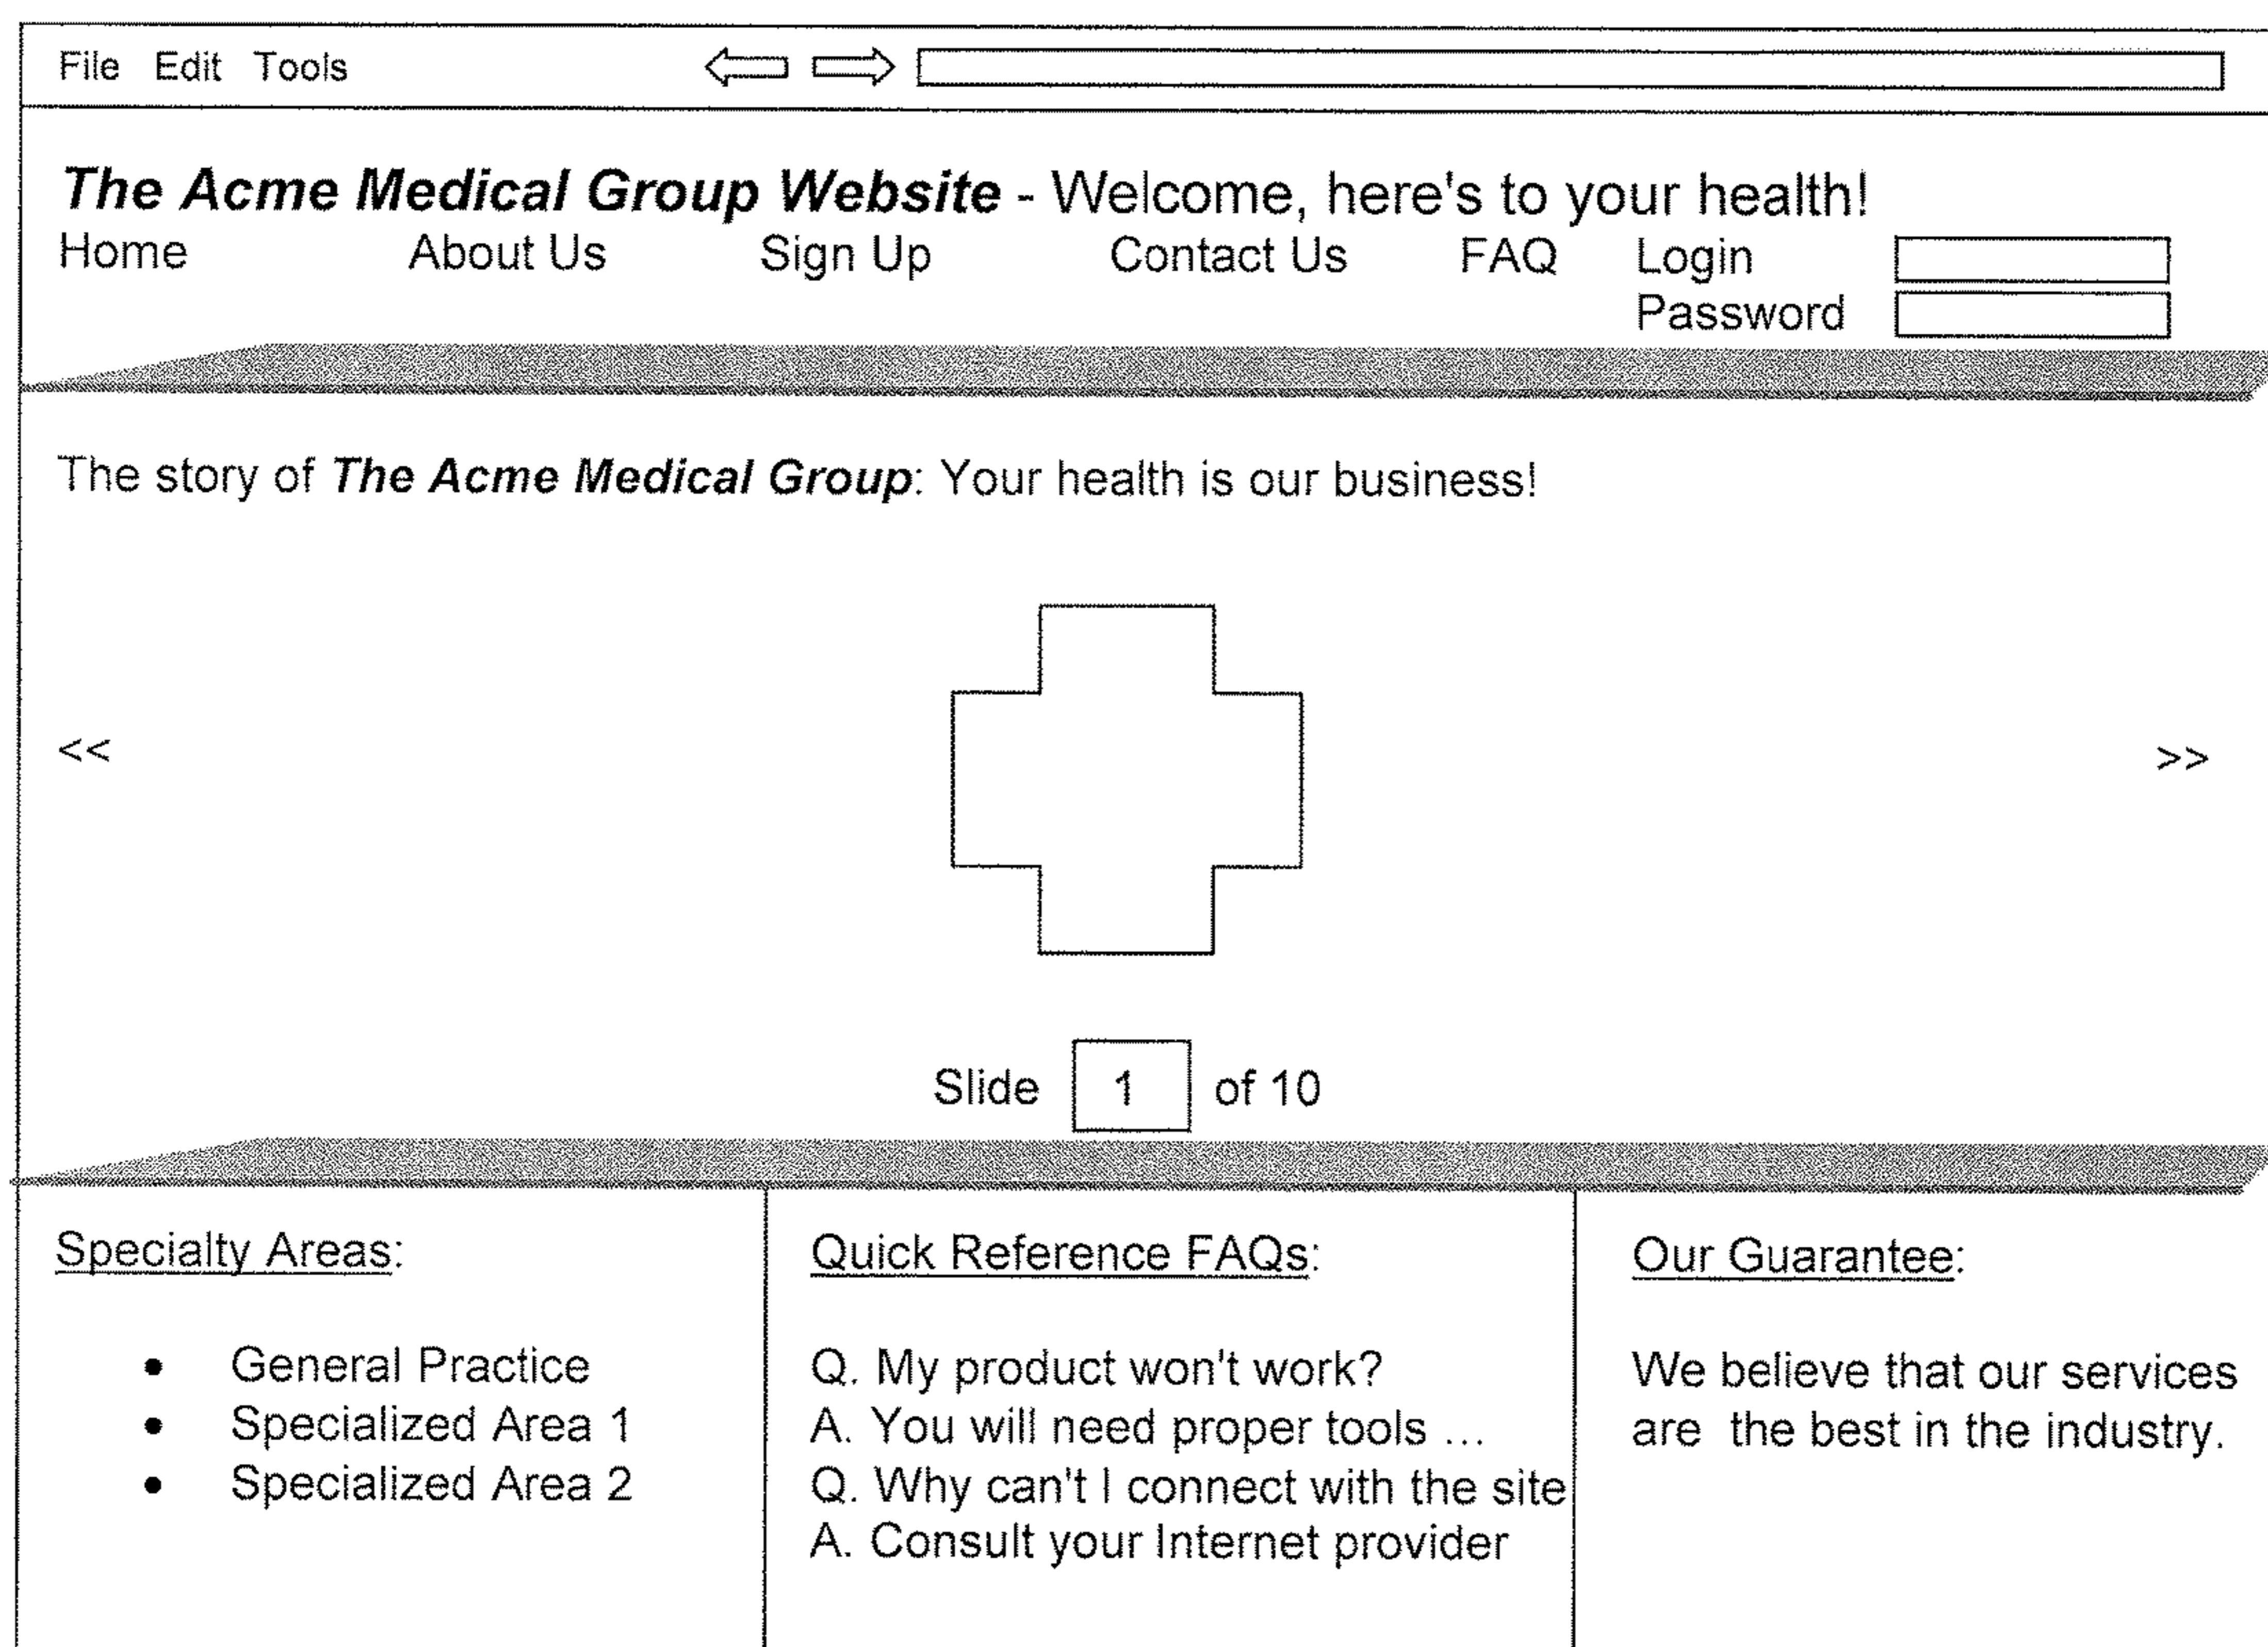 File Edit Tools
The Acme Medical Group Website - Welcome, here's to your health!
Home About Us Sign Up Contact Us FAQ Login
Password
The story of The Acme Medical Group: Your health is our business!
<< >>
Slide 1 of 10
Specialty Areas:
• General Practice
• Specialized Area 1
• Specialized Area 2
Quick Reference FAQs:
Q. My product won't work?
A. You will need proper tools ...
Q. Why can't I connect with the site
A. Consult your Internet provider
Our Guarantee:
We believe that our services
are the best in the industry.